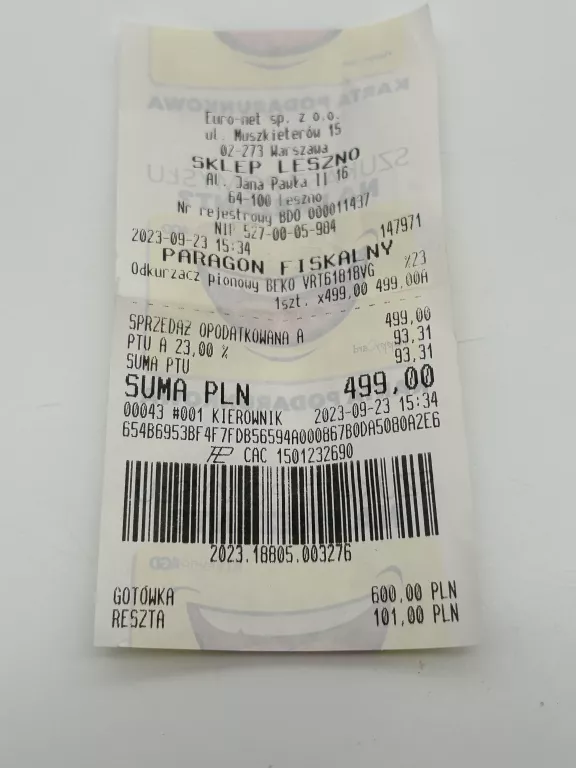 Euro-net sp. z o.o.
ul. Muszkieterów 15
02-273 Warszawa
SKLEP LESZNO
Al. Jana Pawła II 16
64-100 Leszno
Nr rejestrowy BDO 000011437
NIP 527-00-05-984
2023-09-23 15:34 147971
PARAGON FISKALNY
Odkurzacz pionowy BEKO VRT61818VG %23
1szt. x499,00 499,00A
SPRZEDAŻ OPODATKOWANA A 499,00
PTU A 23,00 % 93,31
SUMA PTU 93,31
SUMA PLN 499,00
00043 #001 KIEROWNIK 2023-09-23 15:34
654B6953BF4F7FDB56594A000867B0DA5080A2E6
CAC 1501232690
2023.18805.003276
GOTÓWKA 600,00 PLN
RESZTA 101,00 PLN